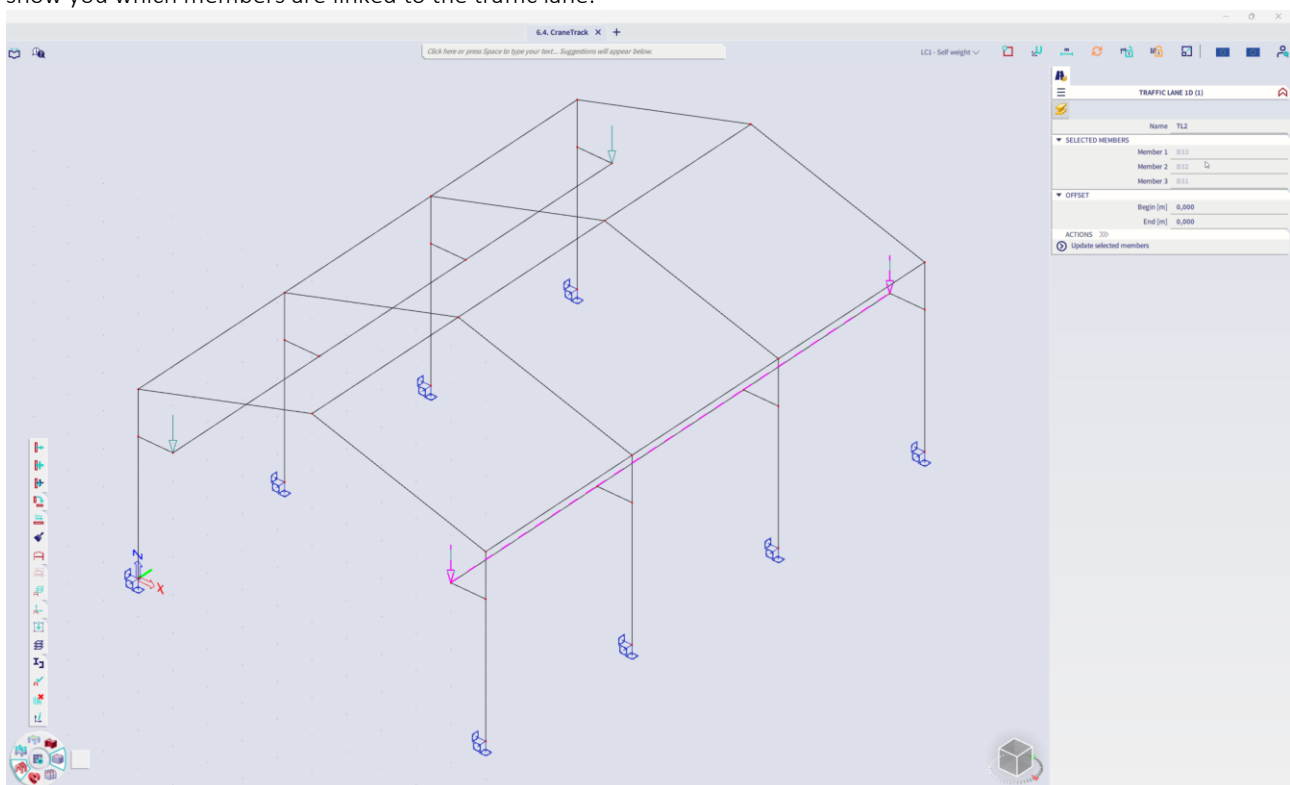 show you which members are linked to the traffic lane.
6.4. CraneTrack × +
Click here or press Space to type your text... Suggestions will appear below.
LC1 - Self weight
TRAFFIC LANE 1D (1)
Name TL2
SELECTED MEMBERS
Member 1 B33
Member 2 B32
Member 3 B31
OFFSET
Begin [m] 0,000
End [m] 0,000
ACTIONS >>>
Update selected members
Z
X